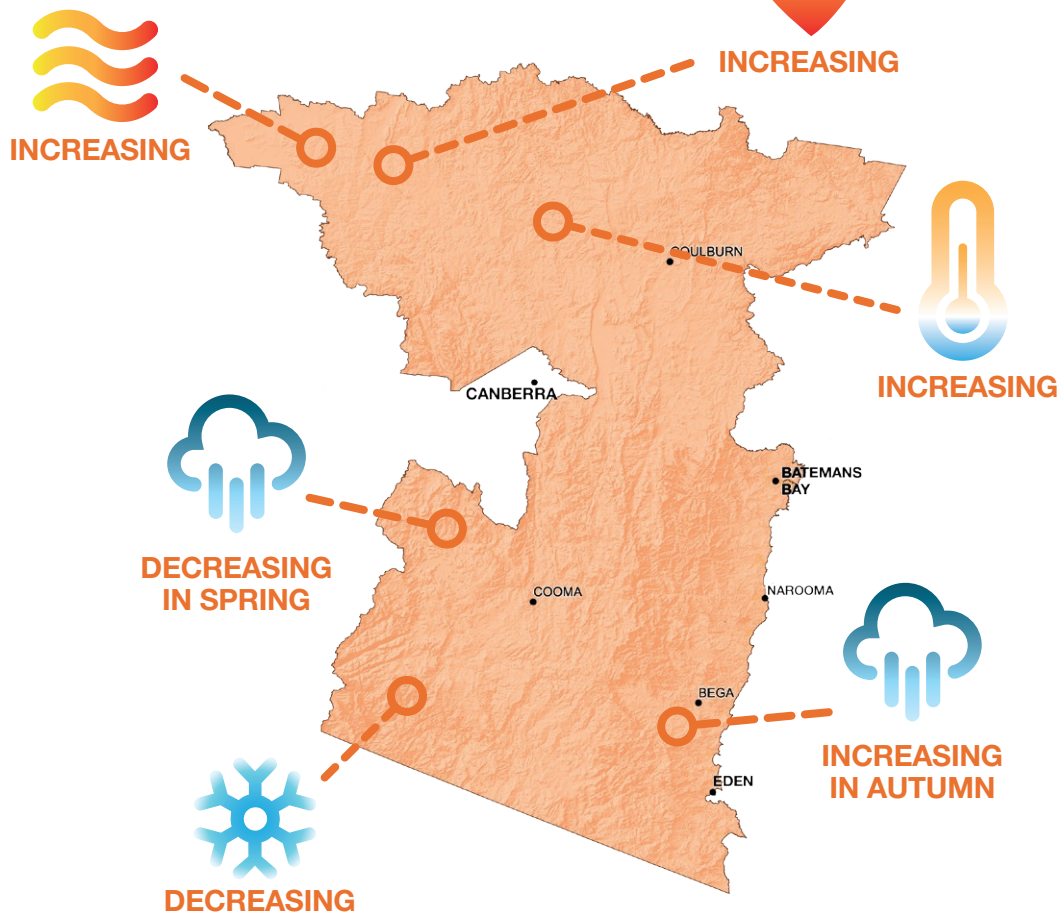 INCREASING
INCREASING
GOULBURN
INCREASING
CANBERRA
BATEMANS
BAY
DECREASING
IN SPRING
COOMA
NAROOMA
BEGA
INCREASING
IN AUTUMN
EDEN
DECREASING